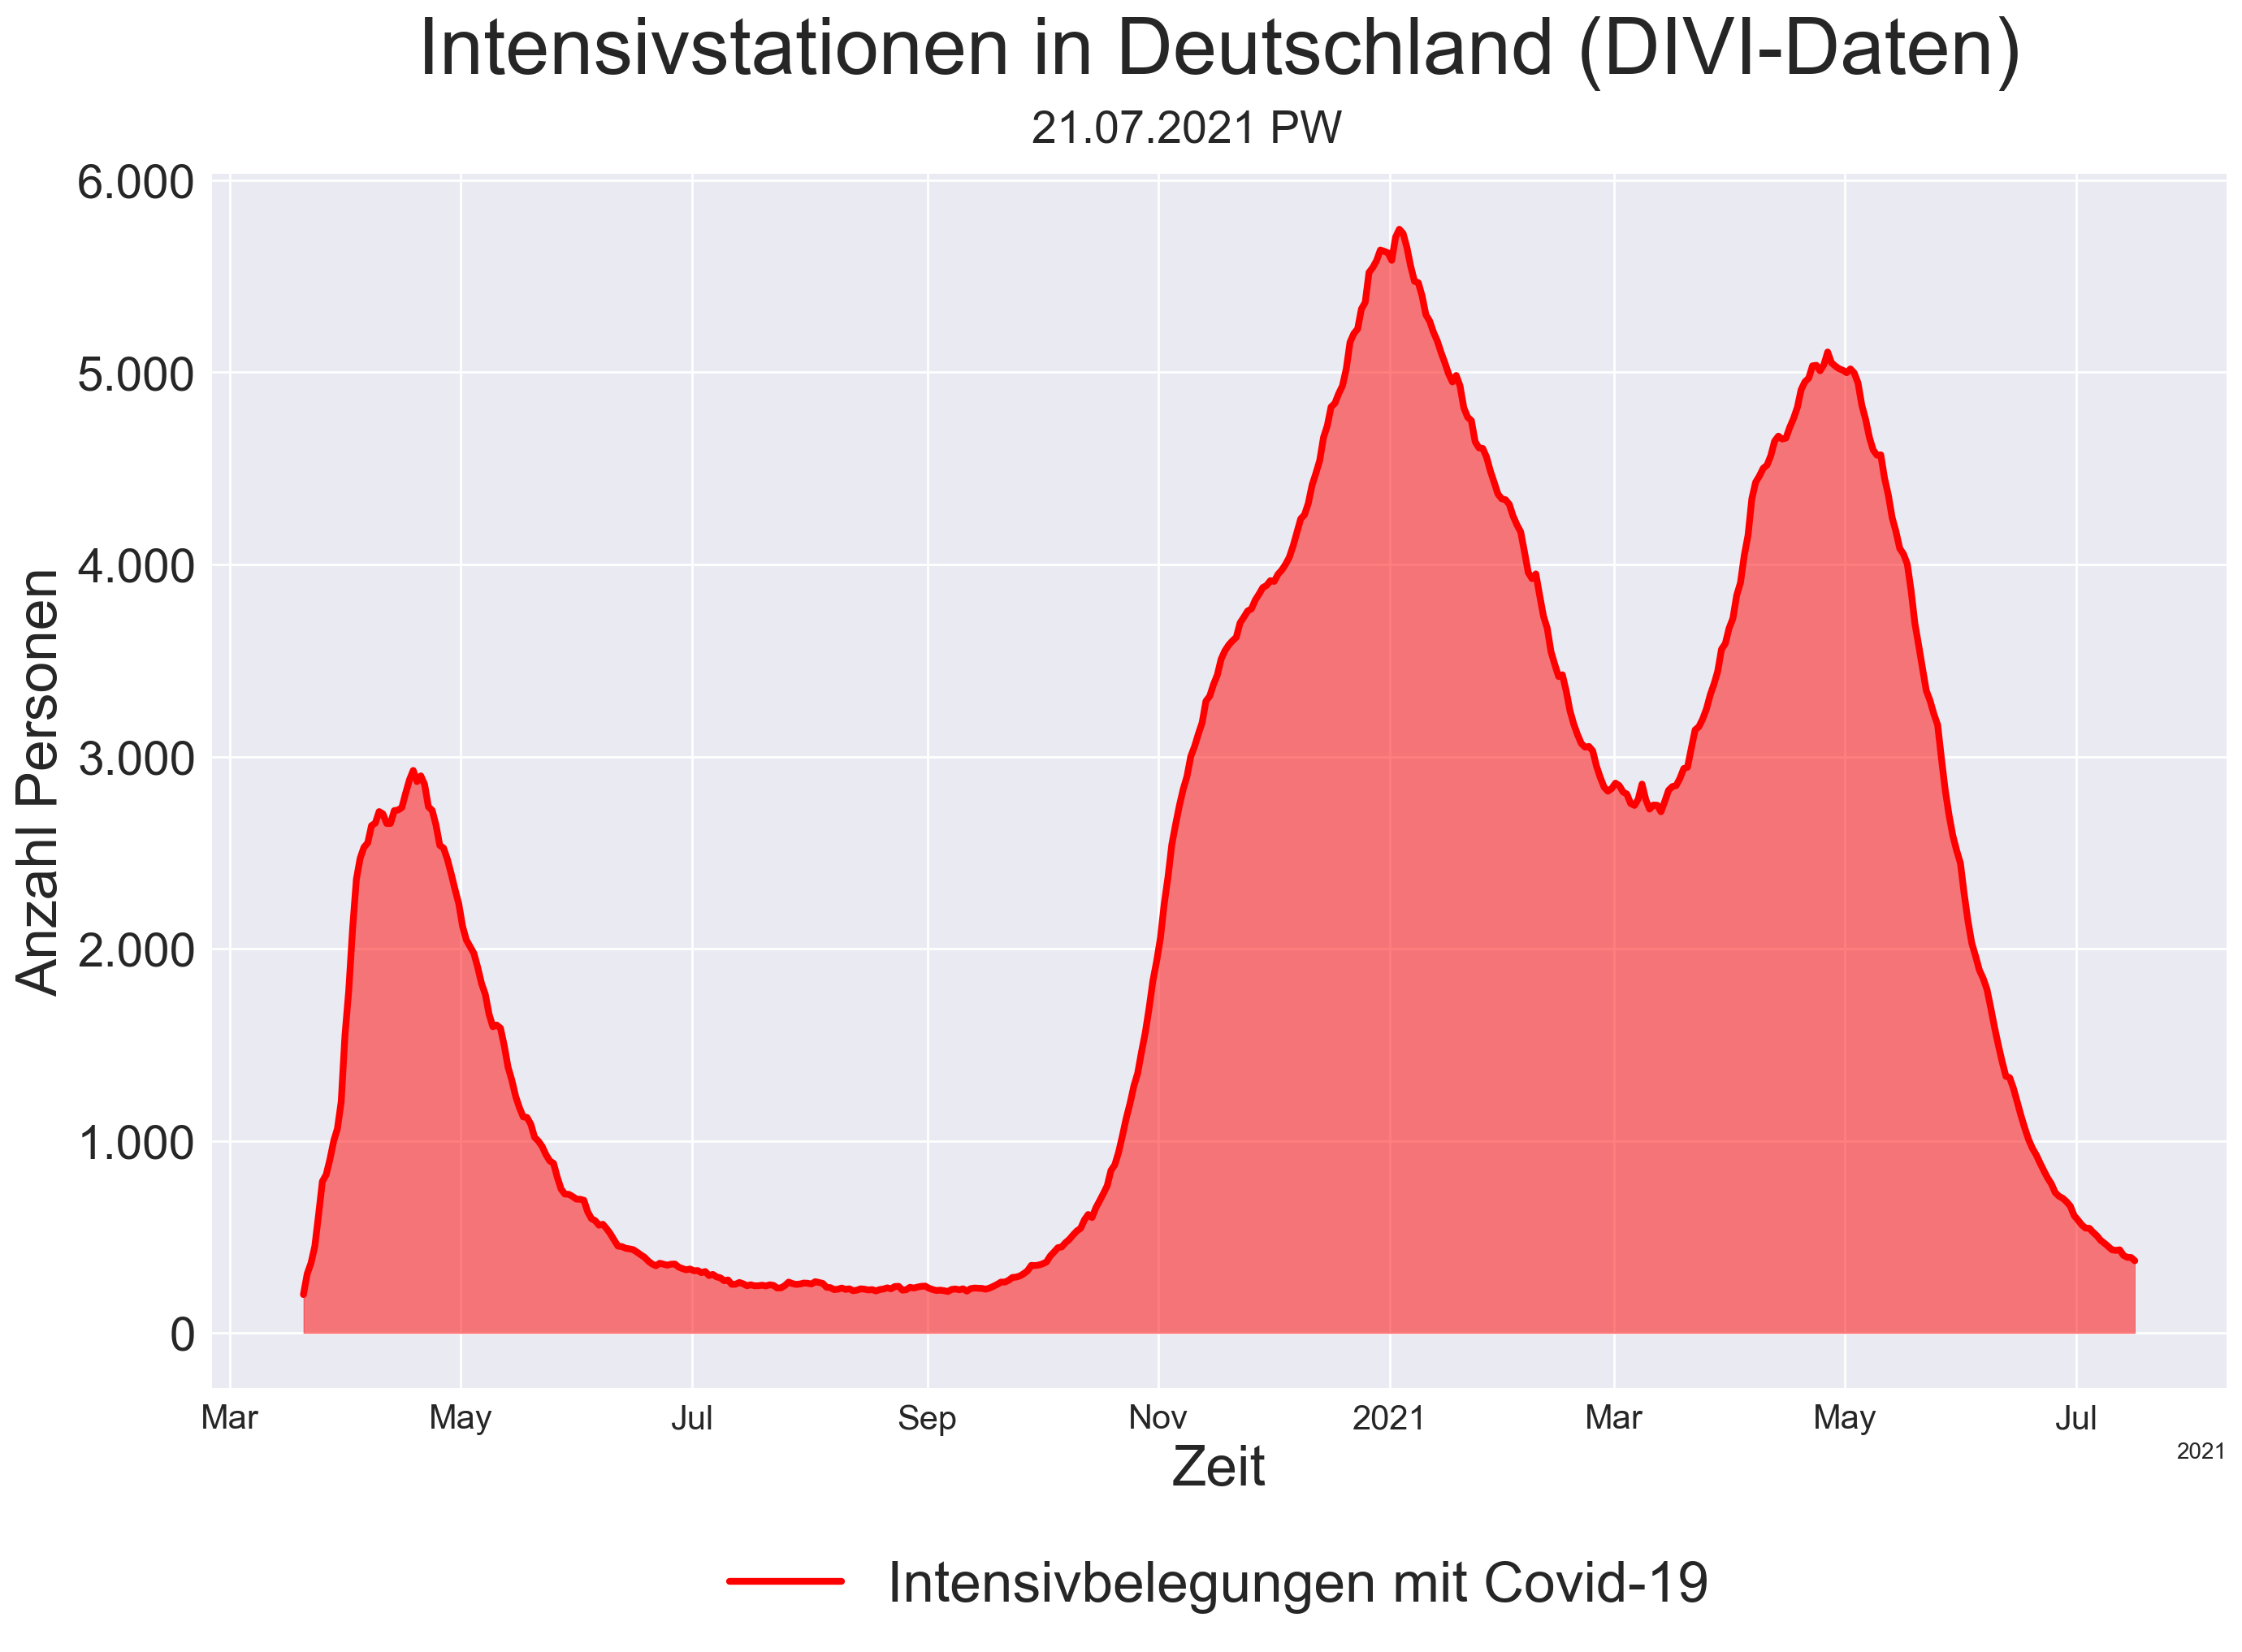 Intensivstationen in Deutschland (DIVI-Daten)
21.07.2021 PW
6.000
5.000
4.000
3.000
2.000
1.000
0
Anzahl Personen
Mar May Jul Sep Nov 2021 Mar May Jul
2021
Zeit
Intensivbelegungen mit Covid-19